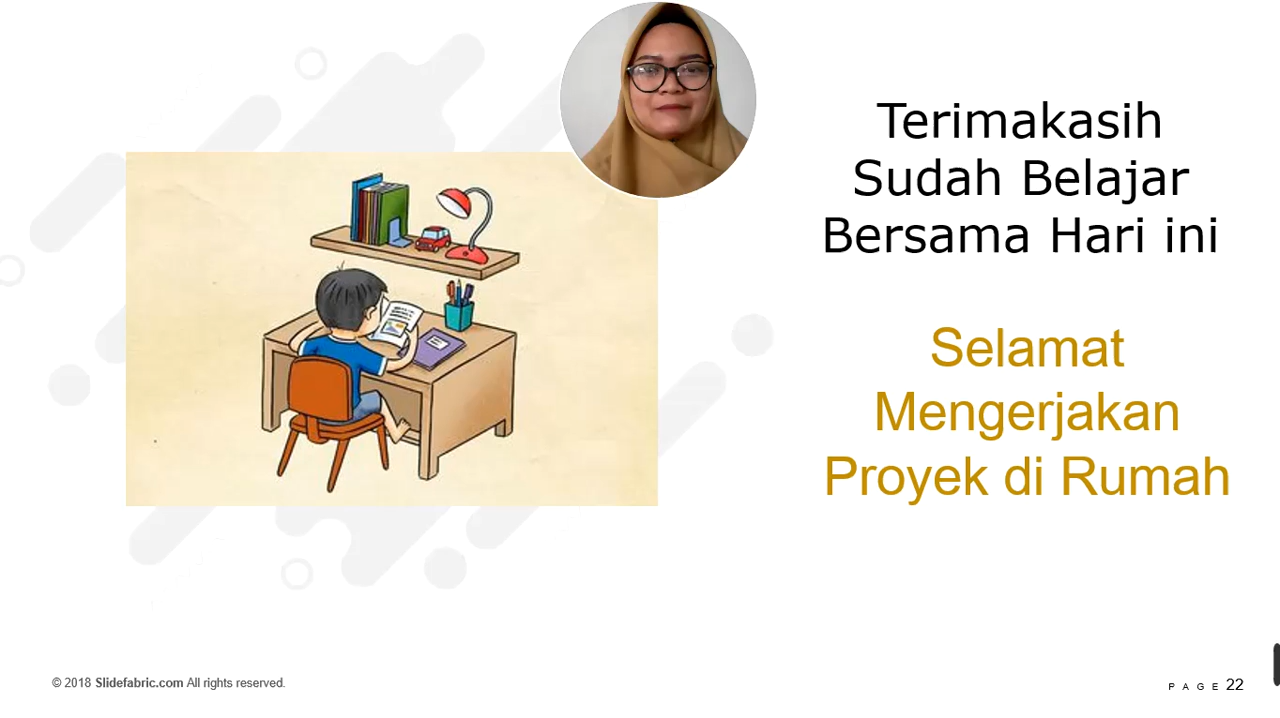 Terimakasih
Sudah Belajar
Bersama Hari ini
Selamat
Mengerjakan
Proyek di Rumah
© 2018 Slidefabric.com All rights reserved.
PAGE 22